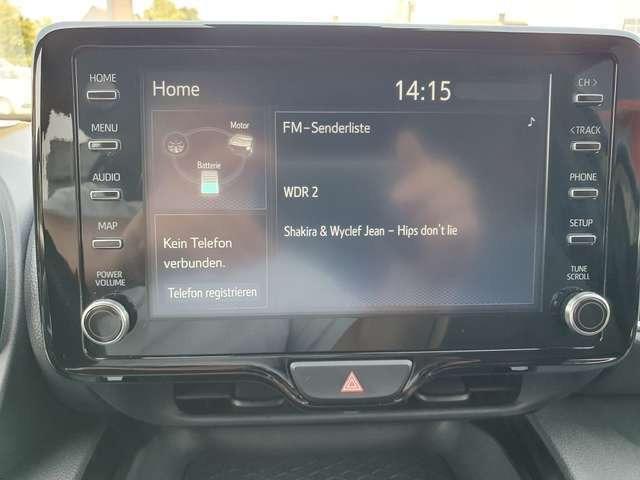 HOME
MENU
AUDIO
MAP
POWER
VOLUME
Home
14:15
Motor
Batterie
Kein Telefon
verbunden.
Telefon registrieren
FM-Senderliste
♪
WDR 2
Shakira & Wyclef Jean – Hips don't lie
CH >
< TRACK
PHONE
SETUP
TUNE
SCROLL